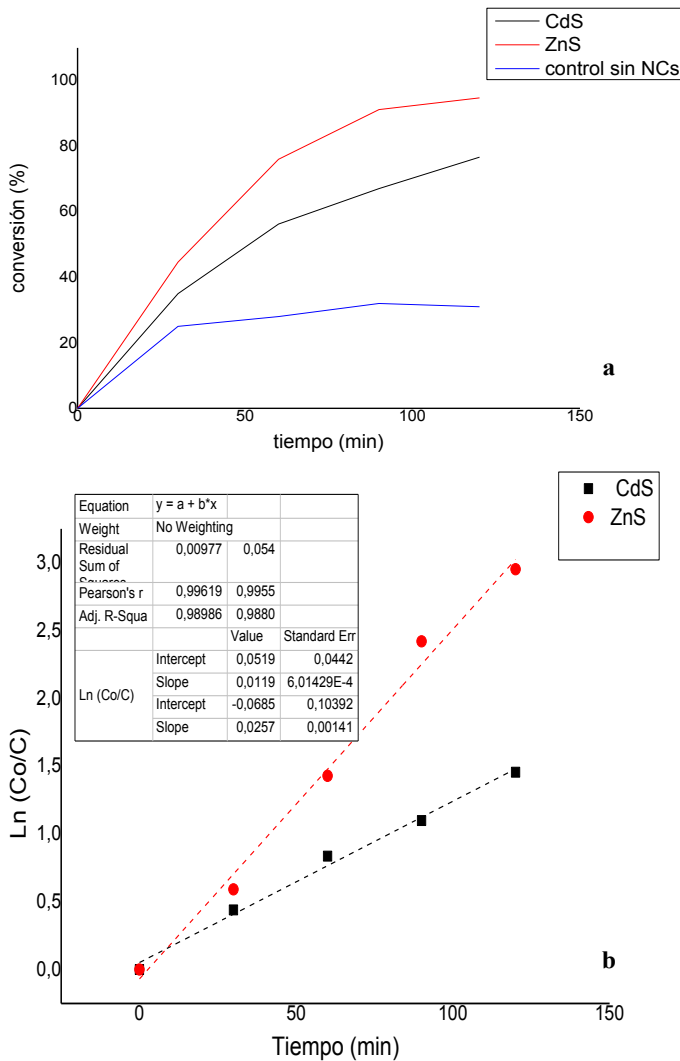 CdS
ZnS
control sin NCs
100
80
60
40
20
0
conversión (%)
0 50 100 150
tiempo (min)
a
CdS
ZnS
Equation y = a + b*x
Weight No Weighting
Residual 0,00977 0,054
Sum of
Pearson's r 0,99619 0,9955
Adj. R-Squa 0,98986 0,9880
Value Standard Err
Ln (Co/C) Intercept 0,0519 0,0442
Slope 0,0119 6,01429E-4
Intercept -0,0685 0,10392
Slope 0,0257 0,00141
3,0
2,5
2,0
1,5
1,0
0,5
0,0
Ln (Co/C)
0 50 100 150
Tiempo (min)
b